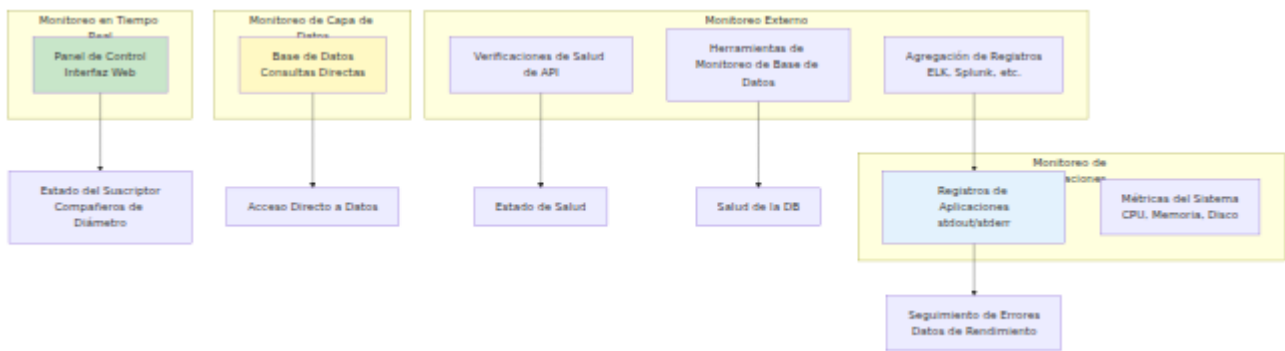 Monitoreo en Tiempo
Real
Panel de Control
Interfaz Web
Estado del Suscriptor
Compañeros de
Diámetro
Monitoreo de Capa de
Datos
Base de Datos
Consultas Directas
Acceso Directo a Datos
Monitoreo Externo
Verificaciones de Salud
de API
Herramientas de
Monitoreo de Base de
Datos
Agregación de Registros
ELK, Splunk, etc.
Estado de Salud
Salud de la DB
Monitoreo de
Registros de
Aplicaciones
stdout/stderr
Métricas del Sistema
CPU, Memoria, Disco
Seguimiento de Errores
Datos de Rendimiento